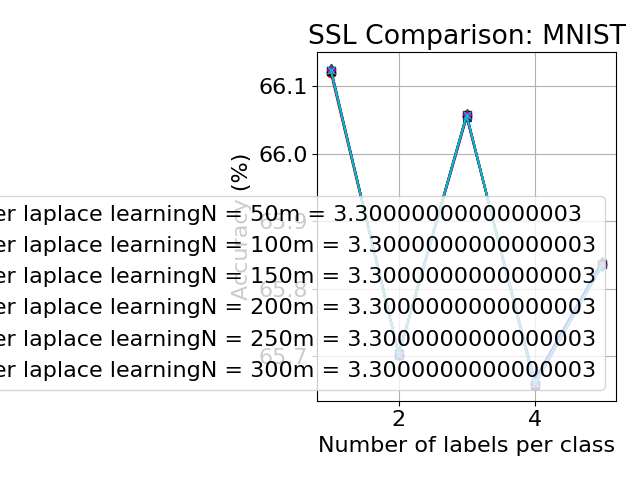 SSL Comparison: MNIST
66.1
66.0
65.9
65.8
65.7
Accuracy (%)
er laplace learningN = 50m = 3.3000000000000003
er laplace learningN = 100m = 3.3000000000000003
er laplace learningN = 150m = 3.3000000000000003
er laplace learningN = 200m = 3.3000000000000003
er laplace learningN = 250m = 3.3000000000000003
er laplace learningN = 300m = 3.3000000000000003
2 4
Number of labels per class